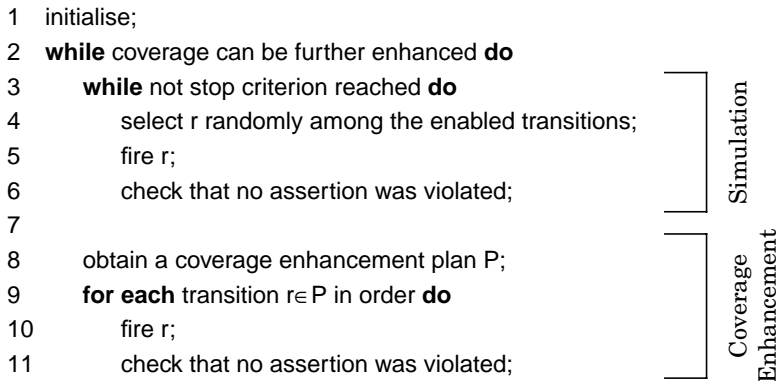 1 initialise;
2 while coverage can be further enhanced do
3 while not stop criterion reached do
4 select r randomly among the enabled transitions;
5 fire r;
6 check that no assertion was violated;
7
8 obtain a coverage enhancement plan P;
9 for each transition r∈P in order do
10 fire r;
11 check that no assertion was violated;
Simulation
Coverage
Enhancement